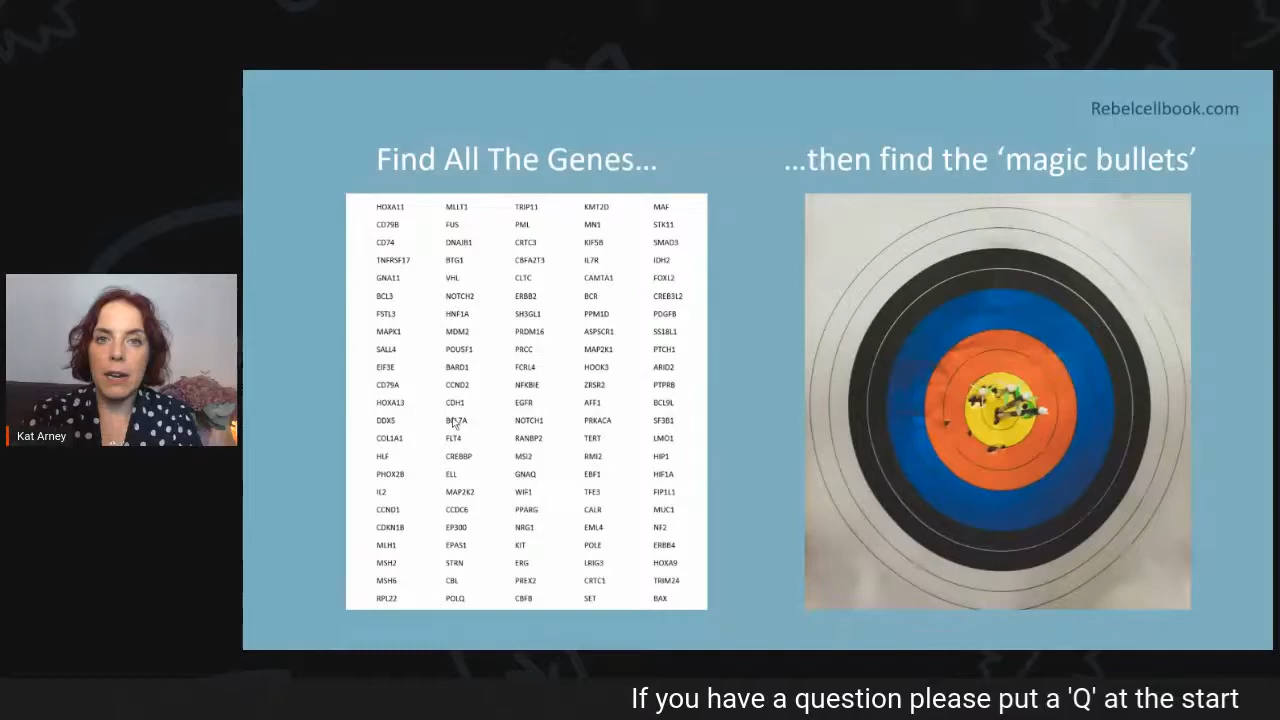 Rebelcellbook.com
Find All The Genes...
...then find the ‘magic bullets’
HOXA11 MLLT1 TRIP11 KMT2D MAF
CD79B FUS PML MN1 STK11
CD74 DNAJB1 CRTC3 KIF5B SMAD3
TNFRSF17 BTG1 CBFA2T3 IL7R IDH2
GNA11 VHL CLTC CAMTA1 FOXL2
BCL3 NOTCH2 ERBB2 BCR CREB3L2
FSTL3 HNF1A SH3GL1 PPM1D PDGFB
MAPK1 MDM2 PRDM16 ASPSCR1 SS18L1
SALL4 POU5F1 PRCC MAP2K1 PTCH1
EIF3E BARD1 FCRL4 HOOK3 ARID2
CD79A CCND2 NFKBIE ZRSR2 PTPRB
HOXA13 CDH1 EGFR AFF1 BCL9L
DDX5 BCL7A NOTCH1 PRKACA SF3B1
COL1A1 FLT4 RANBP2 TERT LMO1
HLF CREBBP MSI2 RMI2 HIP1
PHOX2B ELL GNAQ EBF1 HIF1A
IL2 MAP2K2 WIF1 TFE3 FIP1L1
CCND1 CCDC6 PPARG CALR MUC1
CDKN1B EP300 NRG1 EML4 NF2
MLH1 EPAS1 KIT POLE ERBB4
MSH2 STRN ERG LRIG3 HOXA9
MSH6 CBL PREX2 CRTC1 TRIM24
RPL22 POLQ CBFB SET BAX
Kat Arney
If you have a question please put a 'Q' at the start